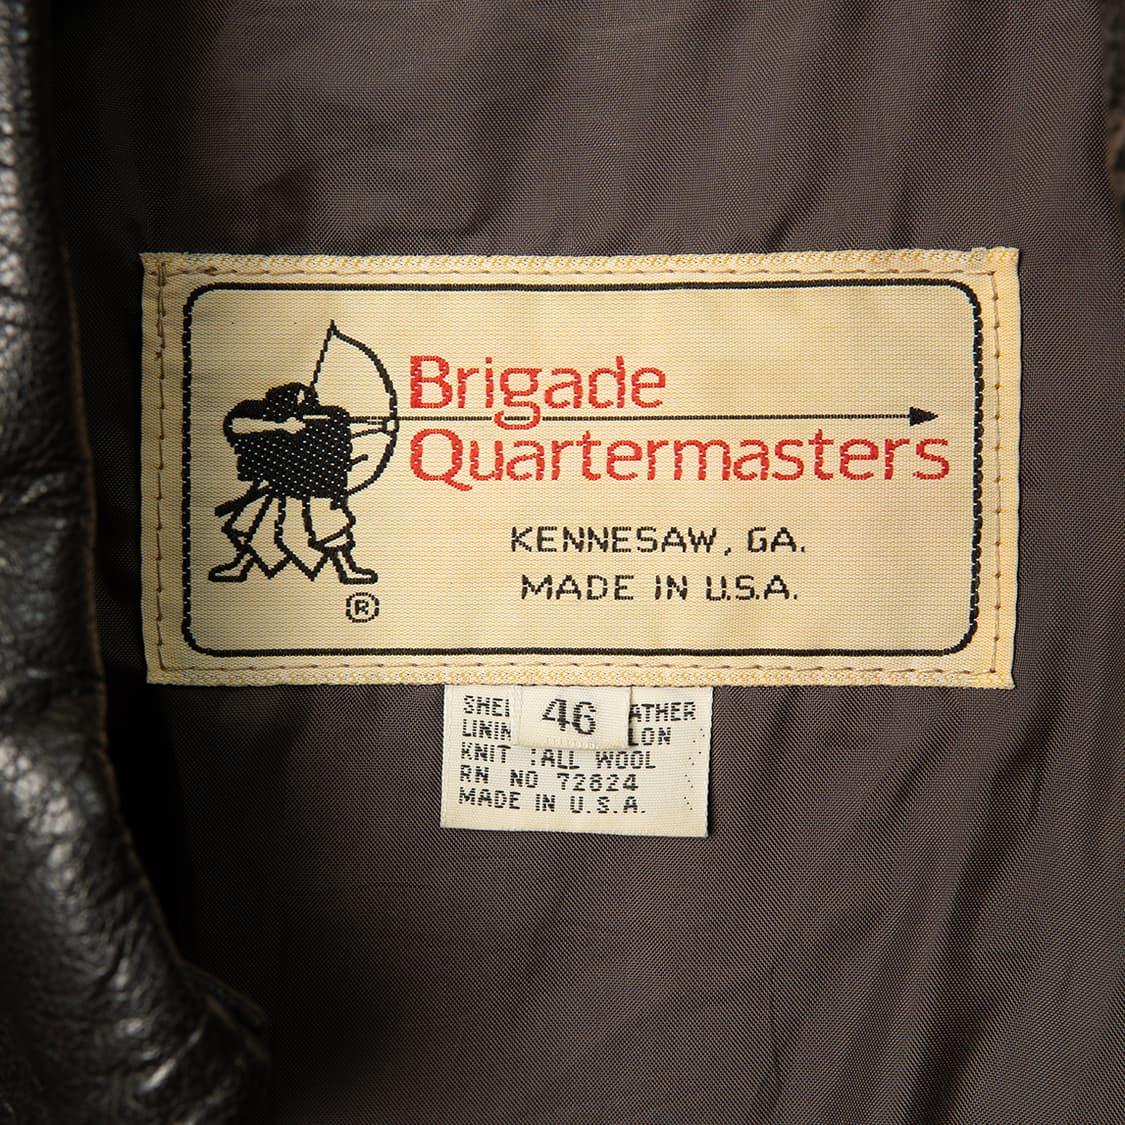 Brigade
Quartermasters
KENNESAW, GA.
MADE IN U.S.A.
®
46
KNIT :ALL WOOL
RN NO 72824
MADE IN U.S.A.